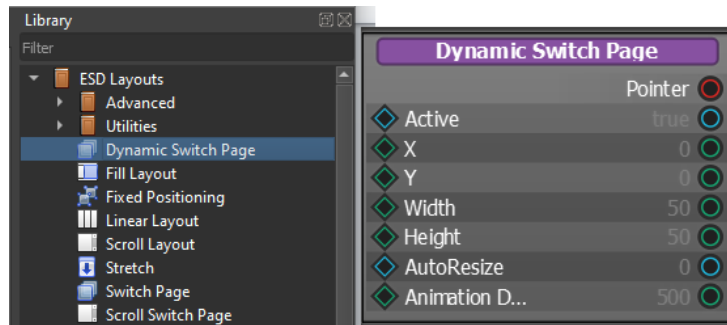 Library
Filter
ESD Layouts
Advanced
Utilities
Dynamic Switch Page
Fill Layout
Fixed Positioning
Linear Layout
Scroll Layout
Stretch
Switch Page
Scroll Switch Page
Dynamic Switch Page
Pointer
Active true
X 0
Y 0
Width 50
Height 50
AutoResize 0
Animation D... 500